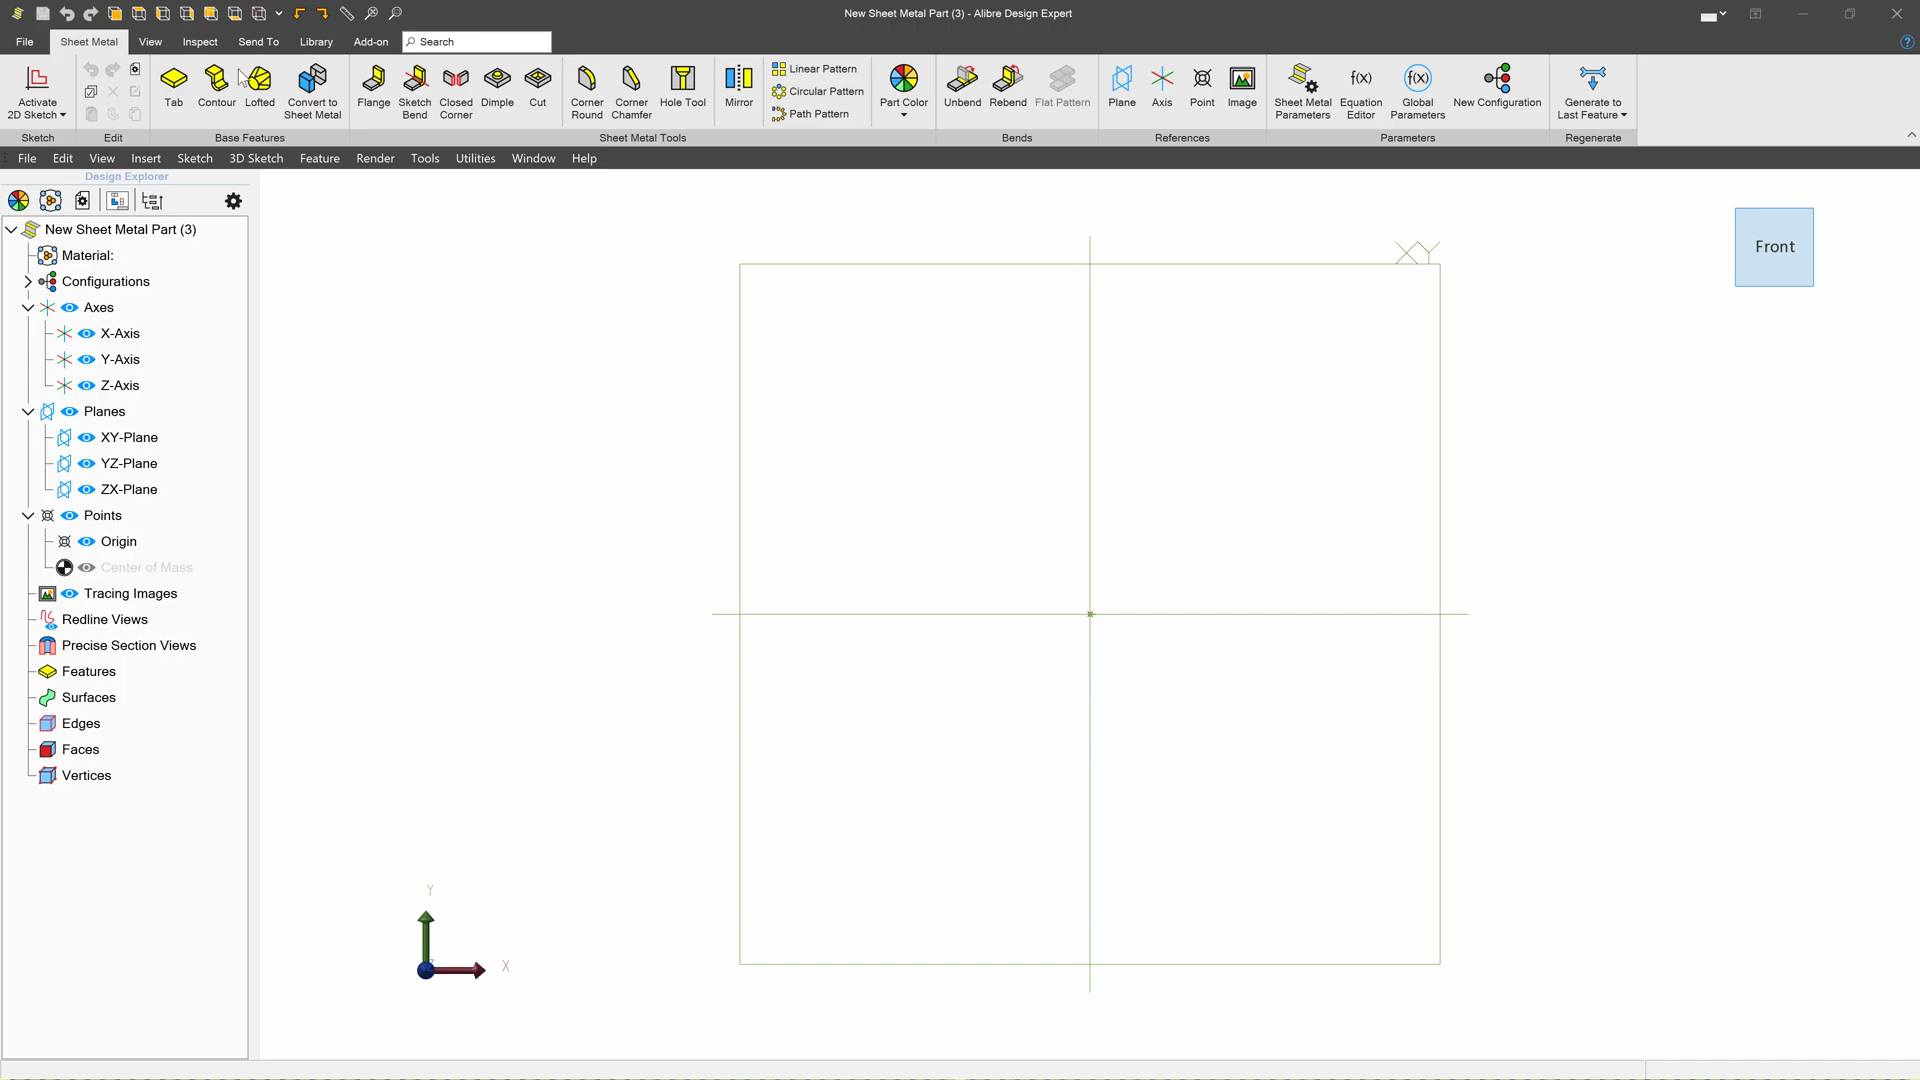 New Sheet Metal Part (3) - Alibre Design Expert
File Sheet Metal View Inspect Send To Library Add-on Search
Activate
2D Sketch
Tab
Contour
Lofted
Convert to
Sheet Metal
Flange
Sketch
Bend
Closed
Corner
Dimple
Cut
Corner
Round
Corner
Chamfer
Hole Tool
Mirror
Linear Pattern
Circular Pattern
Path Pattern
Part Color
Unbend
Rebend
Flat Pattern
Plane
Axis
Point
Image
Sheet Metal
Parameters
f(x)
Equation
Editor
f(x)
Global
Parameters
New Configuration
Generate to
Last Feature
Sketch Edit Base Features Sheet Metal Tools Bends References Parameters Regenerate
File Edit View Insert Sketch 3D Sketch Feature Render Tools Utilities Window Help
Design Explorer
New Sheet Metal Part (3)
Material:
Configurations
Axes
X-Axis
Y-Axis
Z-Axis
Planes
XY-Plane
YZ-Plane
ZX-Plane
Points
Origin
Center of Mass
Tracing Images
Redline Views
Precise Section Views
Features
Surfaces
Edges
Faces
Vertices
XY
Front
Y
X